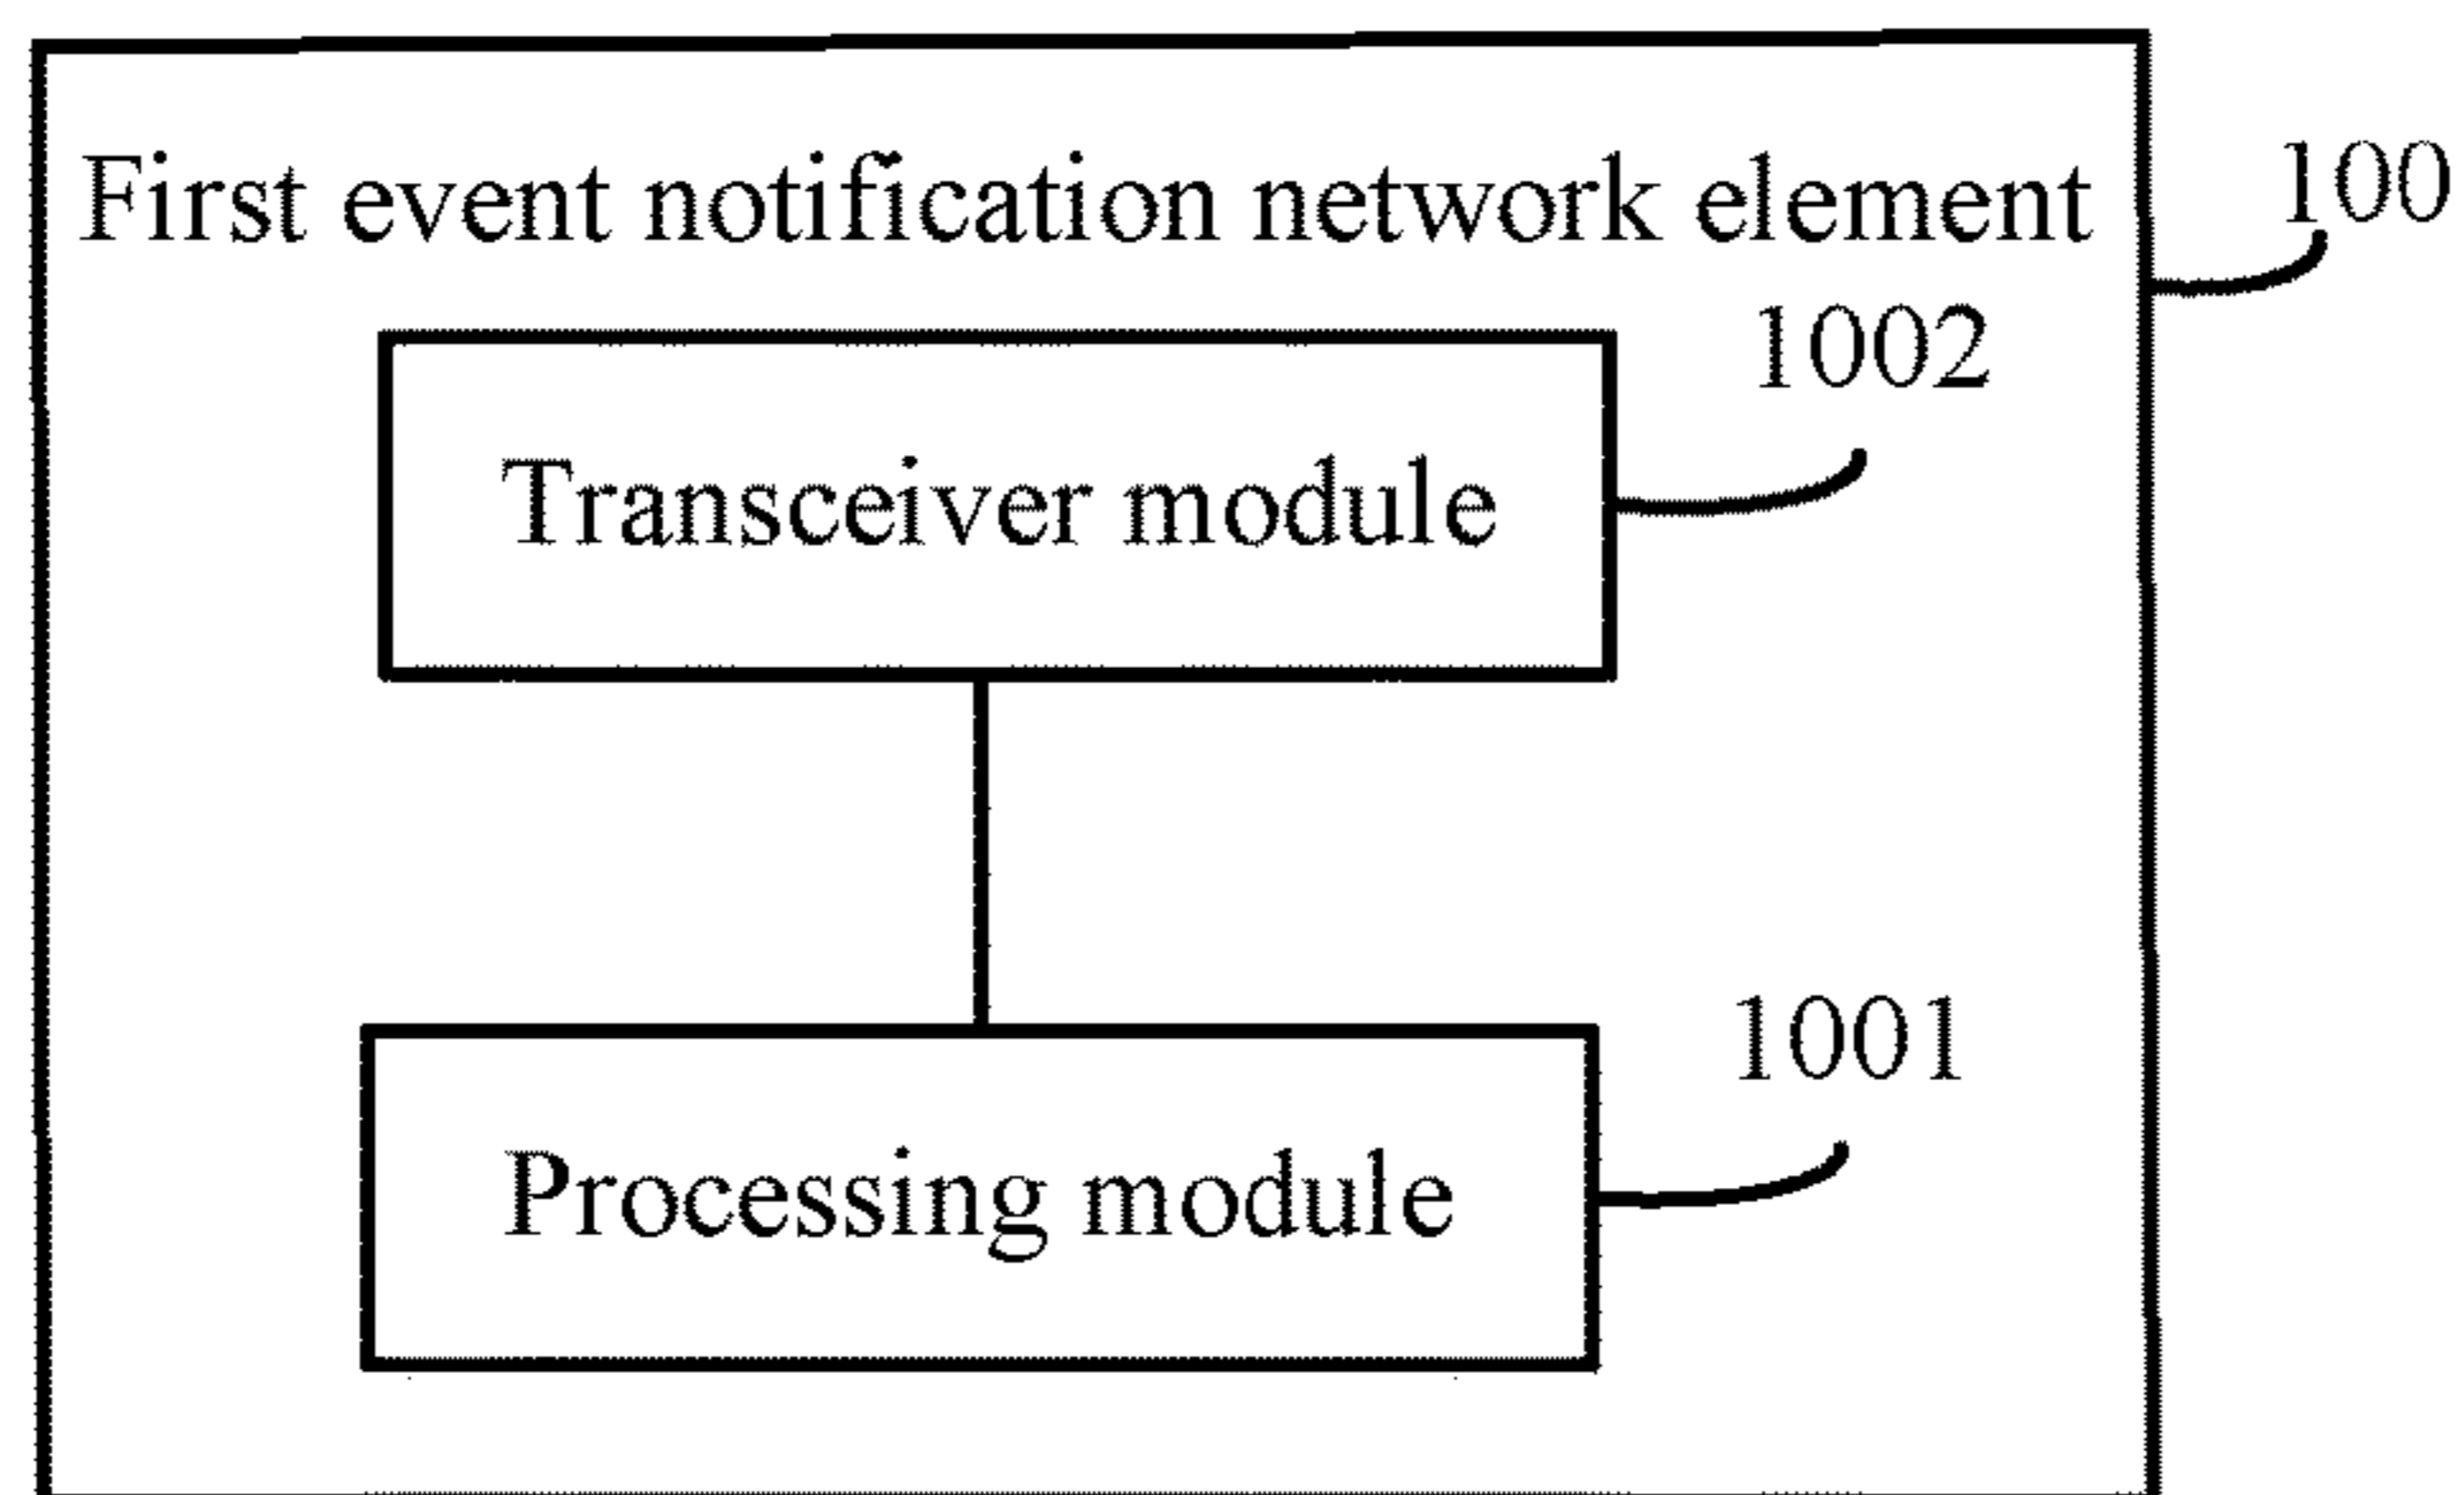 First event notification network element
100
1002
Transceiver module
1001
Processing module